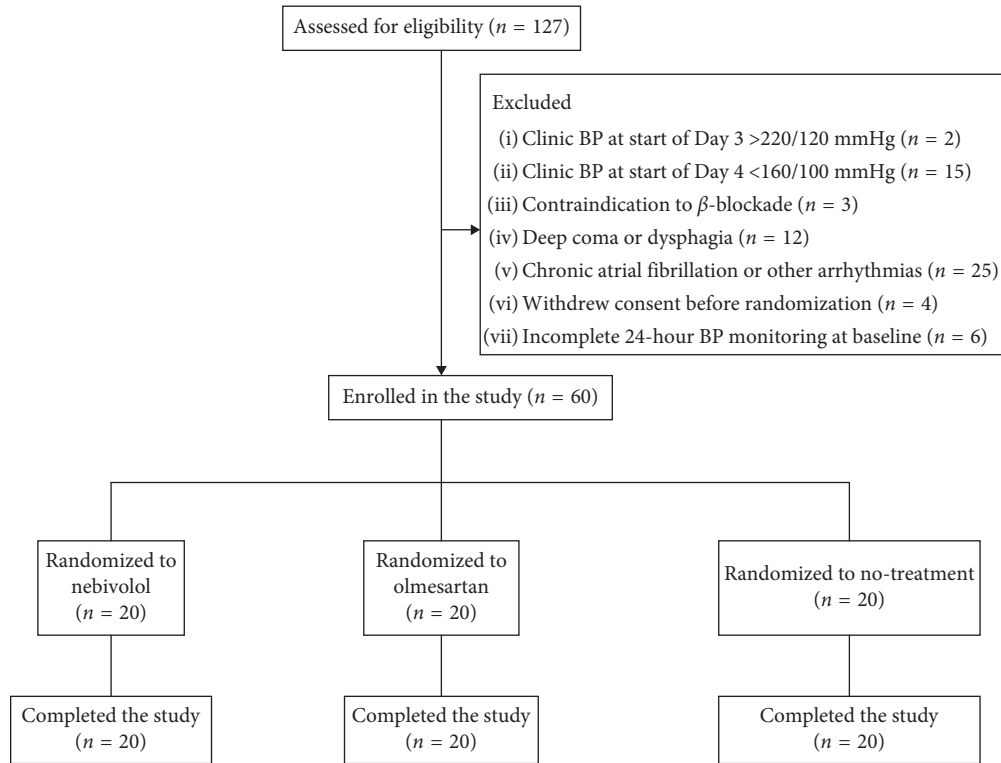 Assessed for eligibility (n = 127)
Excluded
(i) Clinic BP at start of Day 3 >220/120 mmHg (n = 2)
(ii) Clinic BP at start of Day 4 <160/100 mmHg (n = 15)
(iii) Contraindication to β-blockade (n = 3)
(iv) Deep coma or dysphagia (n = 12)
(v) Chronic atrial fibrillation or other arrhythmias (n = 25)
(vi) Withdrew consent before randomization (n = 4)
(vii) Incomplete 24-hour BP monitoring at baseline (n = 6)
Enrolled in the study (n = 60)
Randomized to
nebivolol
(n = 20)
Randomized to
olmesartan
(n = 20)
Randomized to no-treatment
(n = 20)
Completed the study
(n = 20)
Completed the study
(n = 20)
Completed the study
(n = 20)